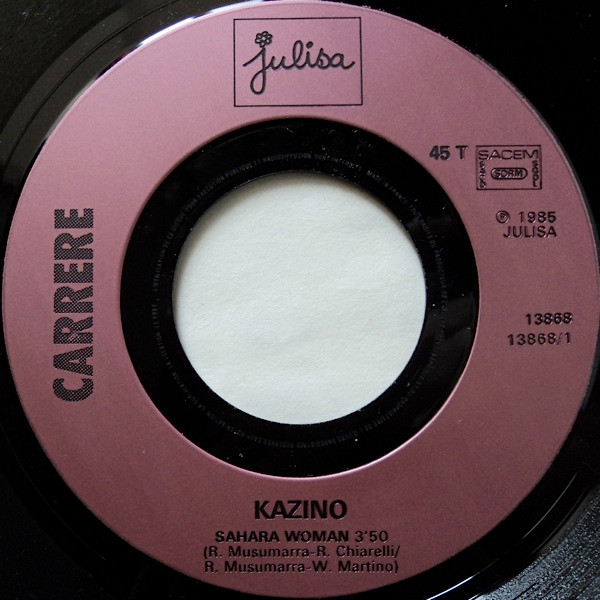 julisa
45 T
SACEM
SDRM
℗ 1985
JULISA
CARRERE
13868
13868/1
KAZINO
SAHARA WOMAN 3'50
(R. Musumarra-R. Chiarelli/
R. Musumarra-W. Martino)